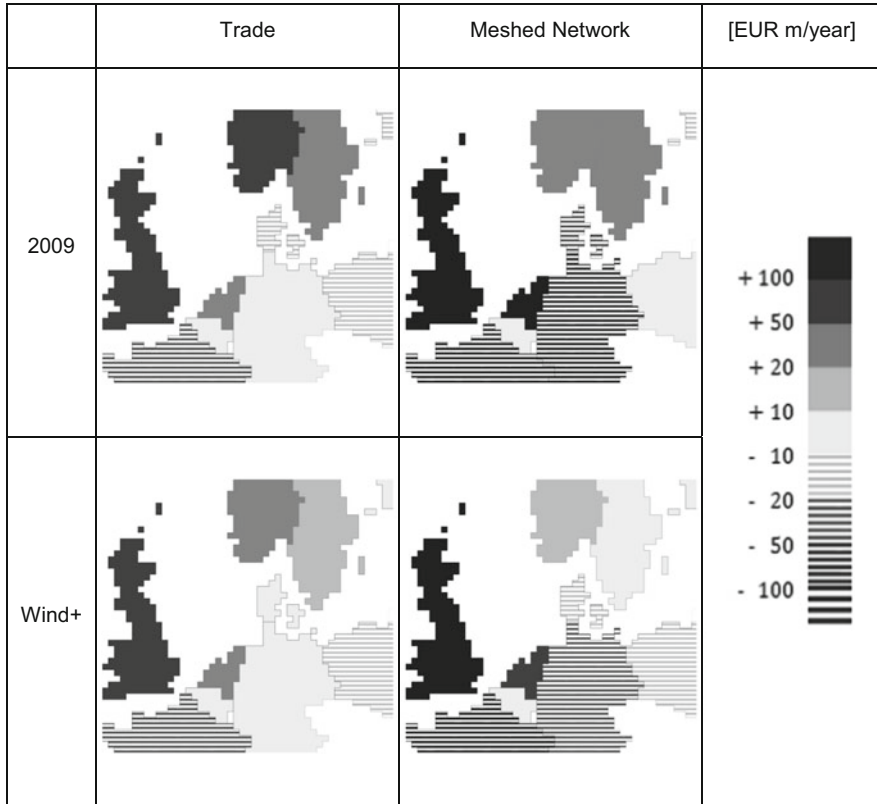 Trade
Meshed Network
[EUR m/year]
2009
+ 100
+ 50
+ 20
+ 10
- 10
- 20
- 50
- 100
Wind+